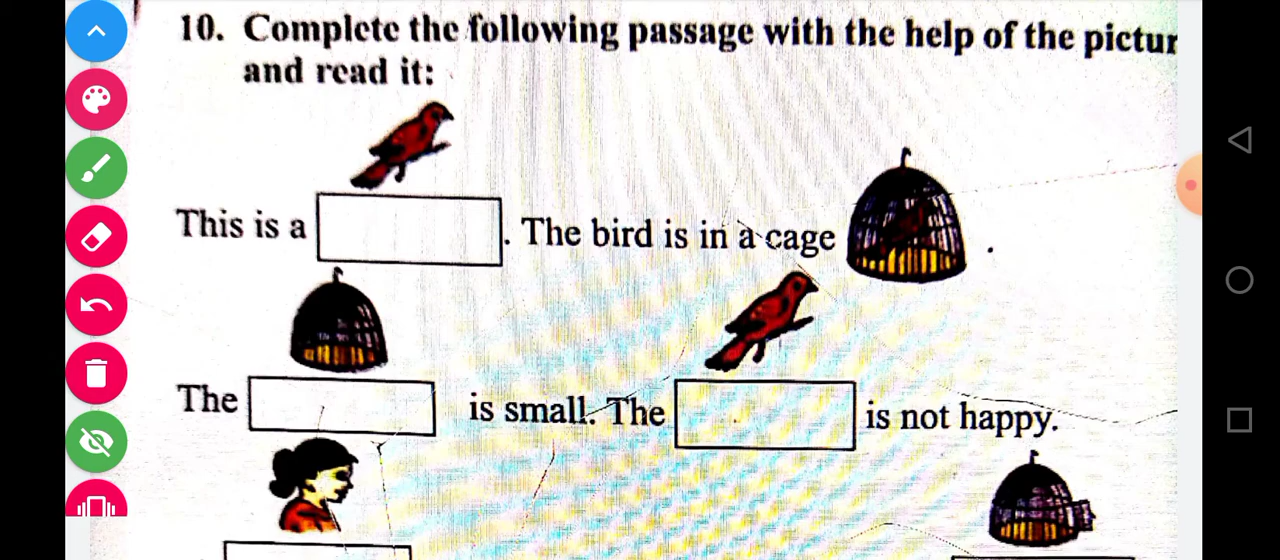 10. Complete the following passage with the help of the pictur
and read it:
This is a . The bird is in a cage .
The is small. The is not happy.